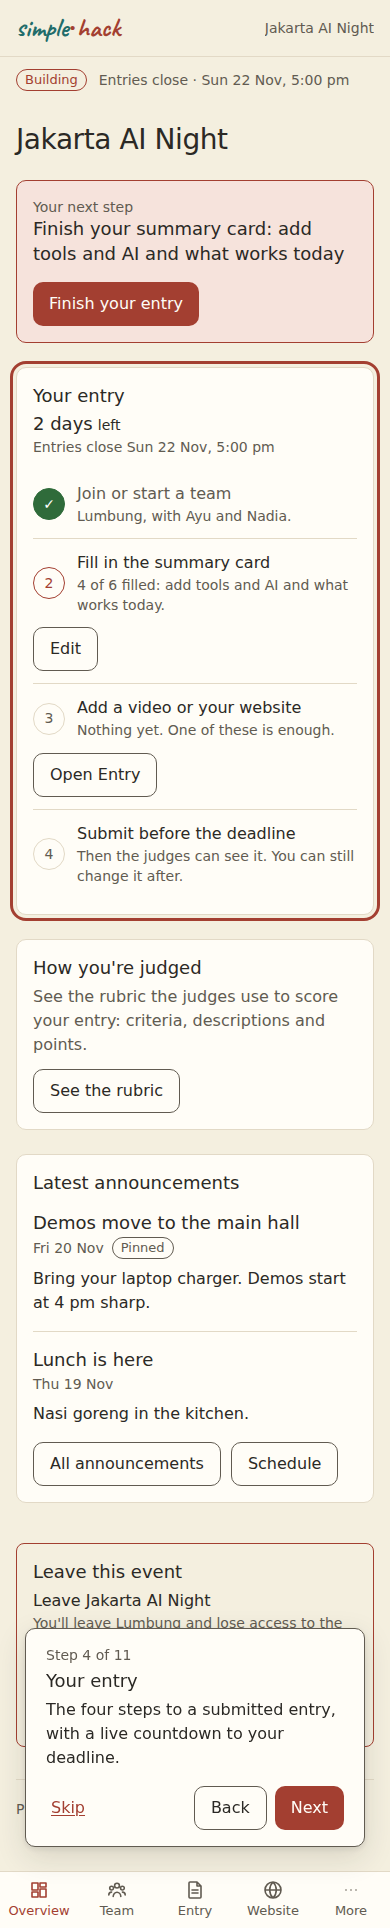 simple·hack
Jakarta AI Night
Building
Entries close · Sun 22 Nov, 5:00 pm
Jakarta AI Night
Your next step
Finish your summary card: add
tools and AI and what works today
Finish your entry
Your entry
2 days left
Entries close Sun 22 Nov, 5:00 pm
✓
Join or start a team
Lumbung, with Ayu and Nadia.
2
Fill in the summary card
4 of 6 filled: add tools and AI and what
works today.
Edit
3
Add a video or your website
Nothing yet. One of these is enough.
Open Entry
4
Submit before the deadline
Then the judges can see it. You can still
change it after.
How you're judged
See the rubric the judges use to score
your entry: criteria, descriptions and
points.
See the rubric
Latest announcements
Demos move to the main hall
Fri 20 Nov
Pinned
Bring your laptop charger. Demos start
at 4 pm sharp.
Lunch is here
Thu 19 Nov
Nasi goreng in the kitchen.
All announcements
Schedule
Leave this event
Leave Jakarta AI Night
You'll leave Lumbung and lose access to the
Step 4 of 11
Your entry
The four steps to a submitted entry,
with a live countdown to your
deadline.
Skip
Back
Next
Overview
Team
Entry
Website
More